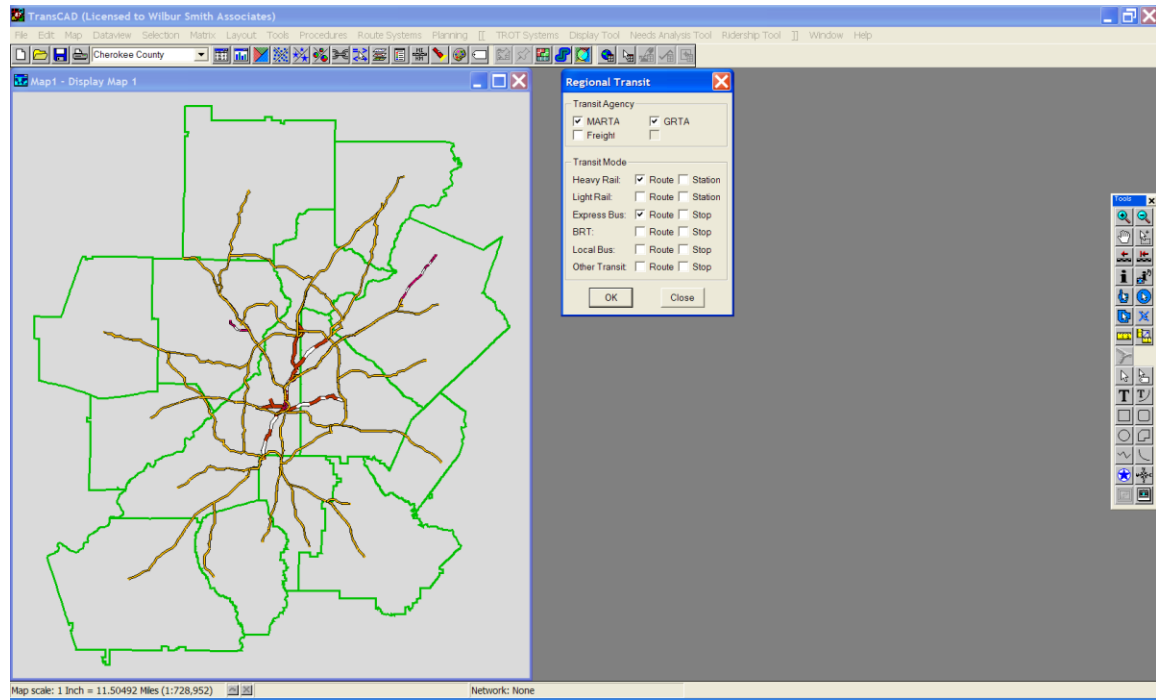 TransCAD (Licensed to Wilbur Smith Associates)
File Edit Map Dataview Selection Matrix Layout Tools Procedures Route Systems Planning [[ TROT Systems Display Tool Needs Analysis Tool Ridership Tool ]] Window Help
Cherokee County
Map1 - Display Map 1
Regional Transit
Transit Agency
MARTA GRTA
Freight
Transit Mode
Heavy Rail: Route Station
Light Rail: Route Station
Express Bus: Route Stop
BRT: Route Stop
Local Bus: Route Stop
Other Transit: Route Stop
OK Close
Tools
Map scale: 1 Inch = 11.50492 Miles (1:728,952) Network: None